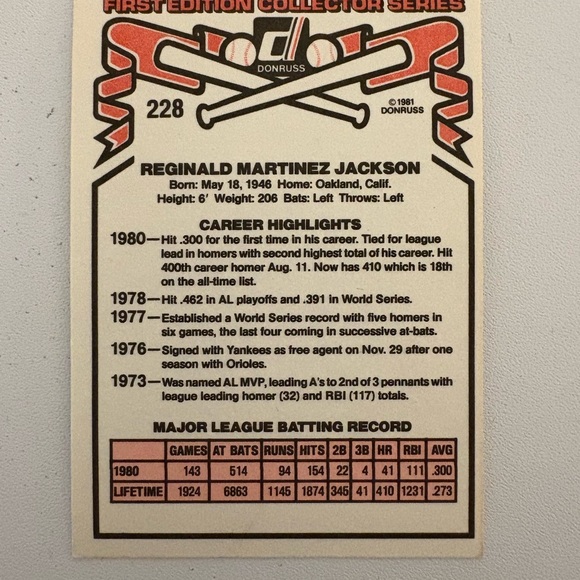 FIRST EDITION COLLECTOR SERIES
d
DONRUSS
228
© 1981
DONRUSS
REGINALD MARTINEZ JACKSON
Born: May 18, 1946 Home: Oakland, Calif.
Height: 6' Weight: 206 Bats: Left Throws: Left
CAREER HIGHLIGHTS
1980—Hit .300 for the first time in his career. Tied for league
lead in homers with second highest total of his career. Hit
400th career homer Aug. 11. Now has 410 which is 18th
on the all-time list.
1978—Hit .462 in AL playoffs and .391 in World Series.
1977—Established a World Series record with five homers in
six games, the last four coming in successive at-bats.
1976—Signed with Yankees as free agent on Nov. 29 after one
season with Orioles.
1973—Was named AL MVP, leading A's to 2nd of 3 pennants with
league leading homer (32) and RBI (117) totals.
MAJOR LEAGUE BATTING RECORD
GAMES AT BATS RUNS HITS 2B 3B HR RBI AVG
1980 143 514 94 154 22 4 41 111 .300
LIFETIME 1924 6863 1145 1874 345 41 410 1231 .273